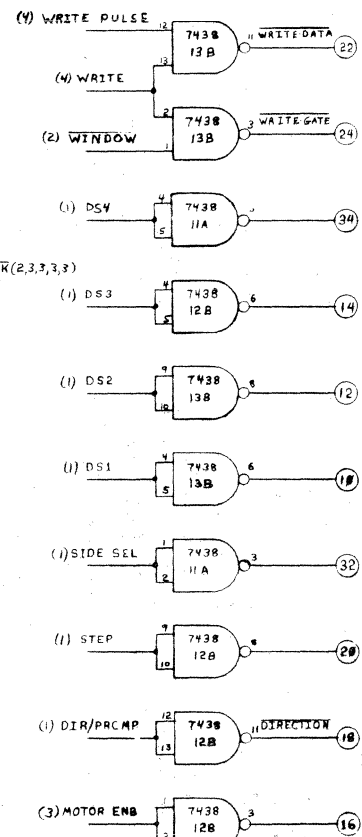 (4) WRITE PULSE
12
7438
13B
11 WRITE DATA
22
13
(4) WRITE
2
7438
13B
3 WRITE GATE
24
(2) WINDOW
1
(1) DS4
4
5
7438
11A
34
K(2,3,3,3,3)
(1) DS3
4
5
7438
12B
6
14
(1) DS2
9
10
7438
13B
8
12
(1) DS1
4
5
7438
13B
6
10
(1) SIDE SEL
1
2
7438
11A
3
32
(1) STEP
9
10
7438
12B
8
20
(1) DIR/PRCMP
12
13
7438
12B
11 DIRECTION
18
(3) MOTOR ENB
1
7438
12B
3
16